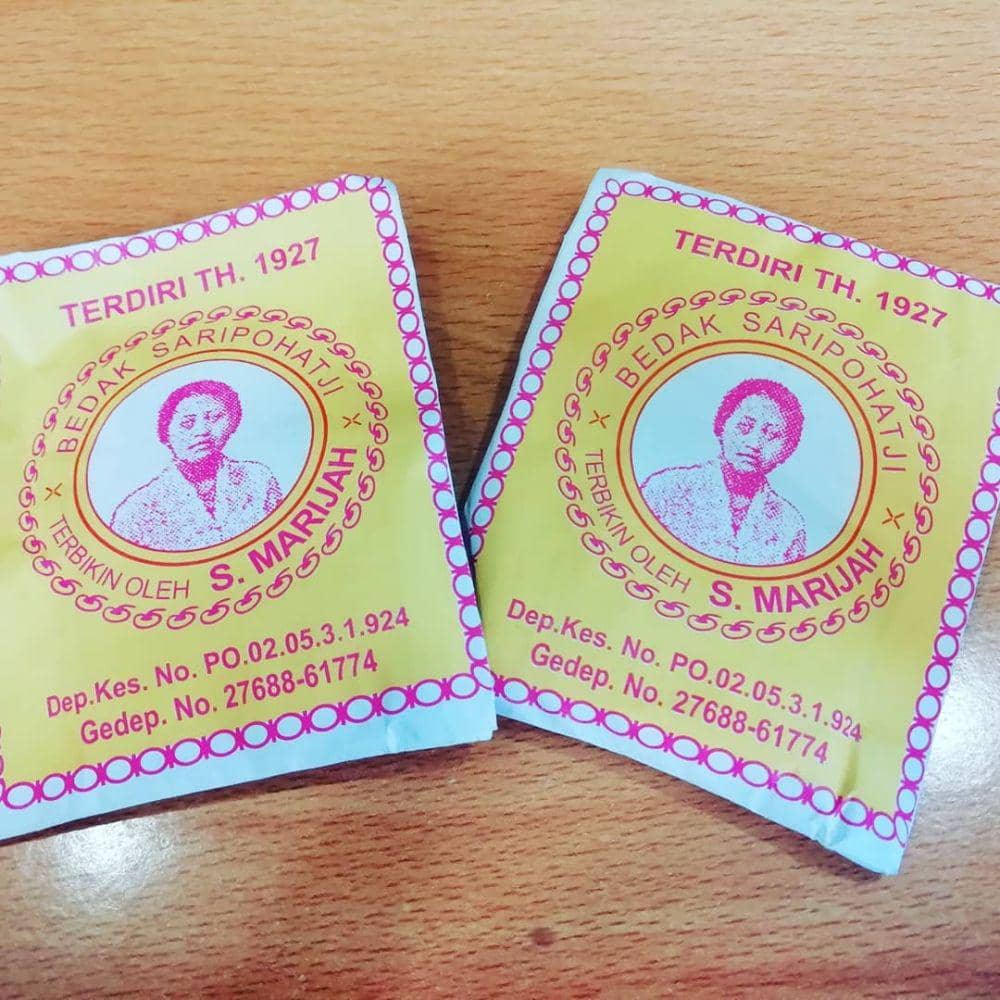 TERDIRI TH. 1927
BEDAK SARIPOHATJI
TERBIKIN OLEH S. MARIJAH
Dep.Kes. No. PO.02.05.3.1.924
Gedep. No. 27688-61774
TERDIRI TH. 1927
BEDAK SARIPOHATJI
TERBIKIN OLEH S. MARIJAH
Dep.Kes. No. PO.02.05.3.1.924
Gedep. No. 27688-61774